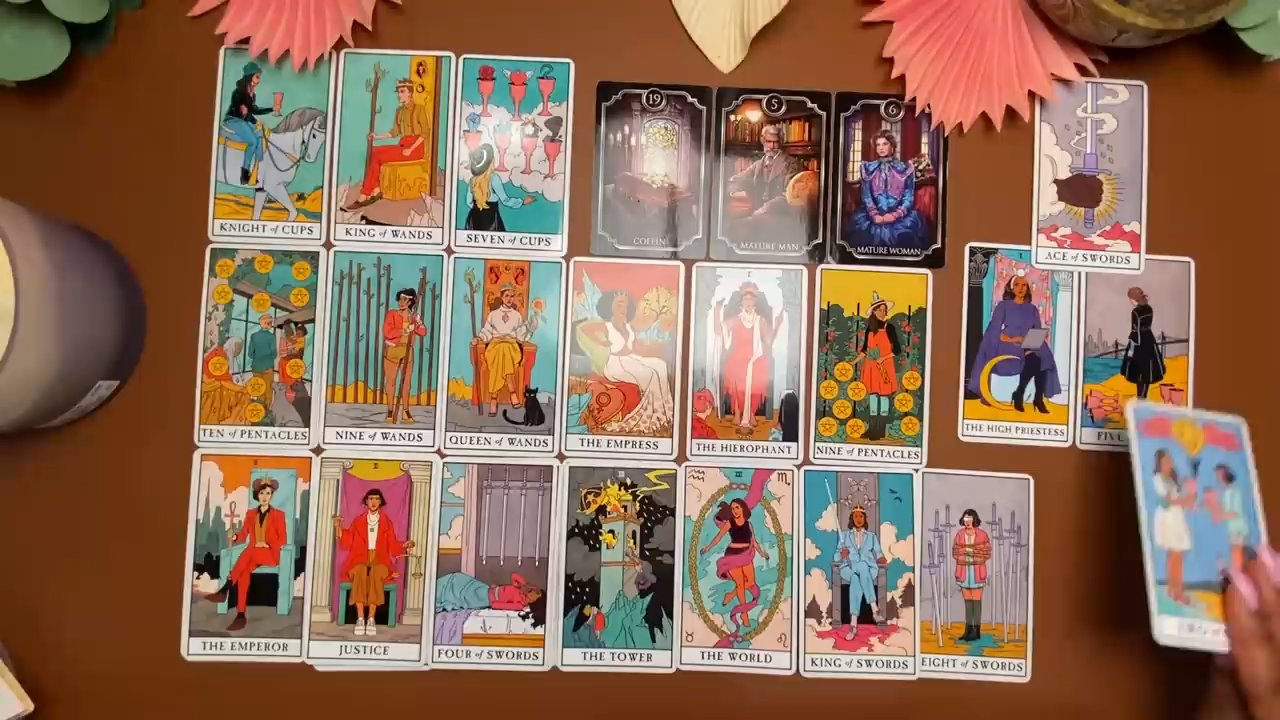 KNIGHT of CUPS
KING of WANDS
SEVEN of CUPS
19
COFFIN
5
MATURE MAN
6
MATURE WOMAN
ACE of SWORDS
TEN of PENTACLES
NINE of WANDS
QUEEN of WANDS
THE EMPRESS
THE HIEROPHANT
NINE of PENTACLES
THE HIGH PRIESTESS
THE EMPEROR
JUSTICE
FOUR of SWORDS
THE TOWER
THE WORLD
KING of SWORDS
EIGHT of SWORDS